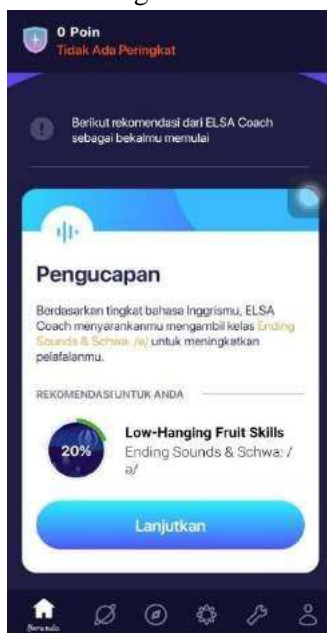 0 Poin
Tidak Ada Peringkat
Berikut rekomendasi dari ELSA Coach
sebagai bekalmu memulai
Pengucapan
Berdasarkan tingkat bahasa Inggrismu, ELSA
Coach menyarankanmu mengambil kelas Ending
Sounds & Schwa: /ə/ untuk meningkatkan
pelafalanmu.
REKOMENDASI UNTUK ANDA
20%
Low-Hanging Fruit Skills
Ending Sounds & Schwa: /
ə/
Lanjutkan
Beranda